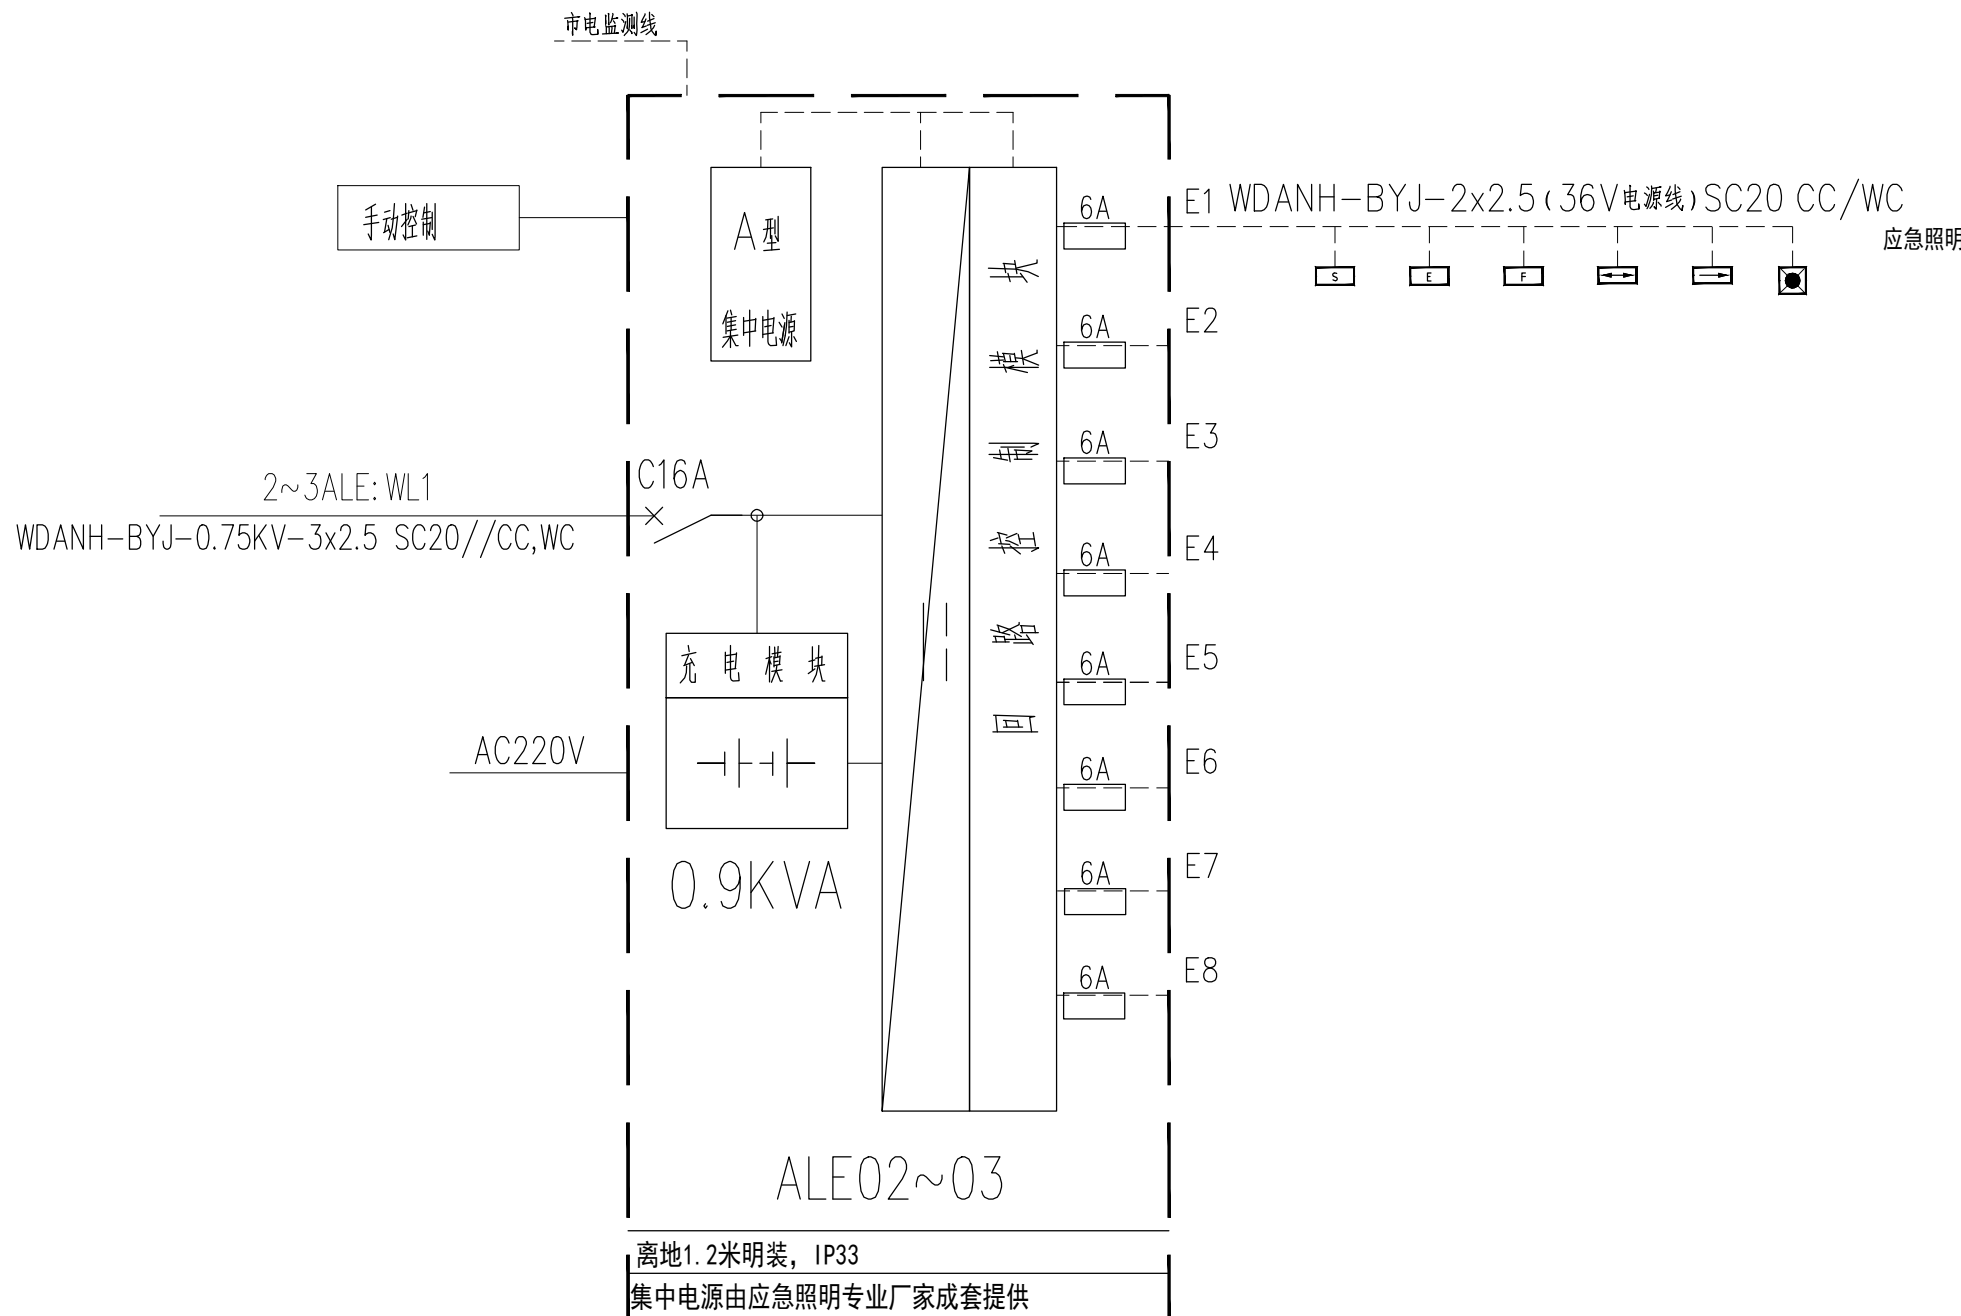 市电监测线
手动控制
A型
集中电源
6A
E1 WDANH-BYJ-2x2.5(36V电源线)SC20 CC/WC
应急照明
S
E
F
6A
E2
6A
E3
2~3ALE: WL1
WDANH-BYJ-0.75KV-3x2.5 SC20//CC,WC
C16A
6A
E4
充电模块
6A
E5
AC220V
6A
E6
0.9KVA
6A
E7
6A
E8
回路控制模块
ALE02~03
离地1.2米明装，IP33
集中电源由应急照明专业厂家成套提供